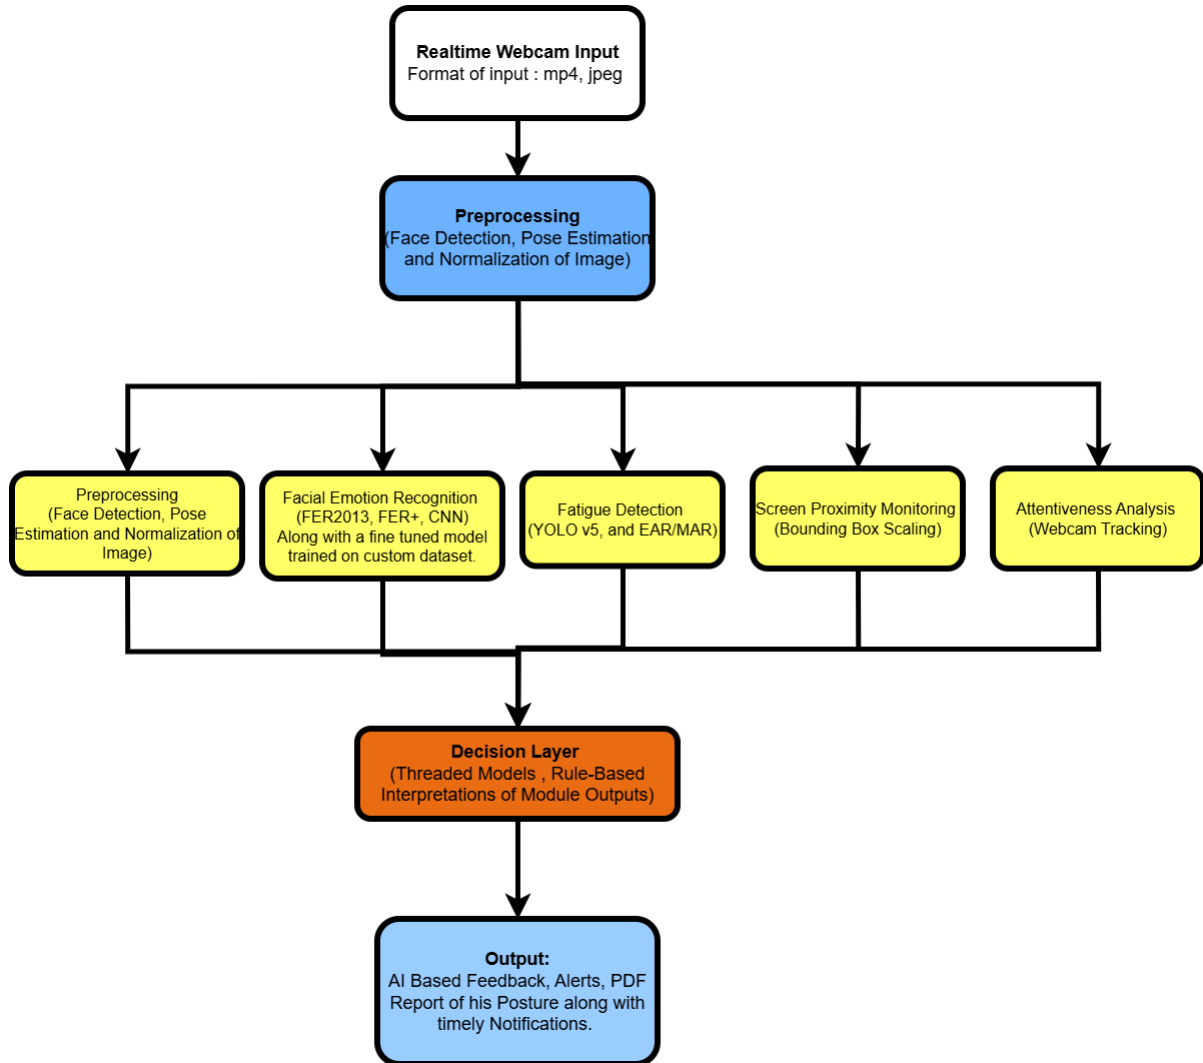 Realtime Webcam Input
Format of input : mp4, jpeg
Preprocessing
(Face Detection, Pose Estimation
and Normalization of Image)
Preprocessing
(Face Detection, Pose
Estimation and Normalization of
Image)
Facial Emotion Recognition
(FER2013, FER+, CNN)
Along with a fine tuned model
trained on custom dataset.
Fatigue Detection
(YOLO v5, and EAR/MAR)
Screen Proximity Monitoring
(Bounding Box Scaling)
Attentiveness Analysis
(Webcam Tracking)
Decision Layer
(Threaded Models , Rule-Based
Interpretations of Module Outputs)
Output:
AI Based Feedback, Alerts, PDF
Report of his Posture along with
timely Notifications.